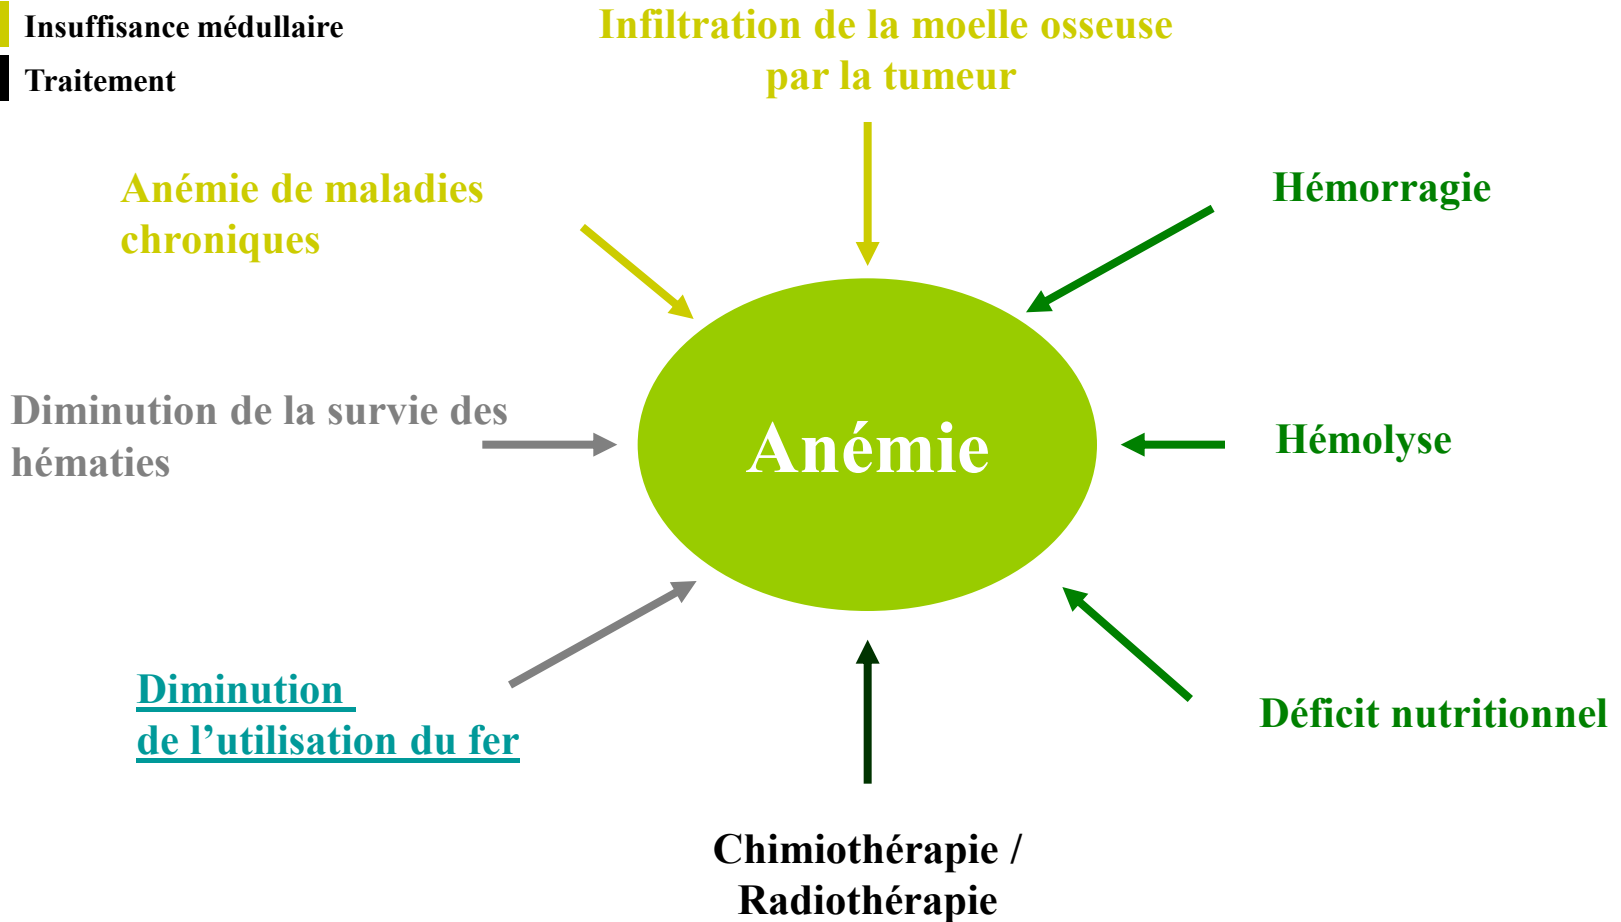 Insuffisance médullaire
Traitement
Infiltration de la moelle osseuse
par la tumeur
Anémie de maladies
chroniques
Hémorragie
Diminution de la survie des
hématies
Anémie
Hémolyse
Diminution
de l’utilisation du fer
Déficit nutritionnel
Chimiothérapie /
Radiothérapie